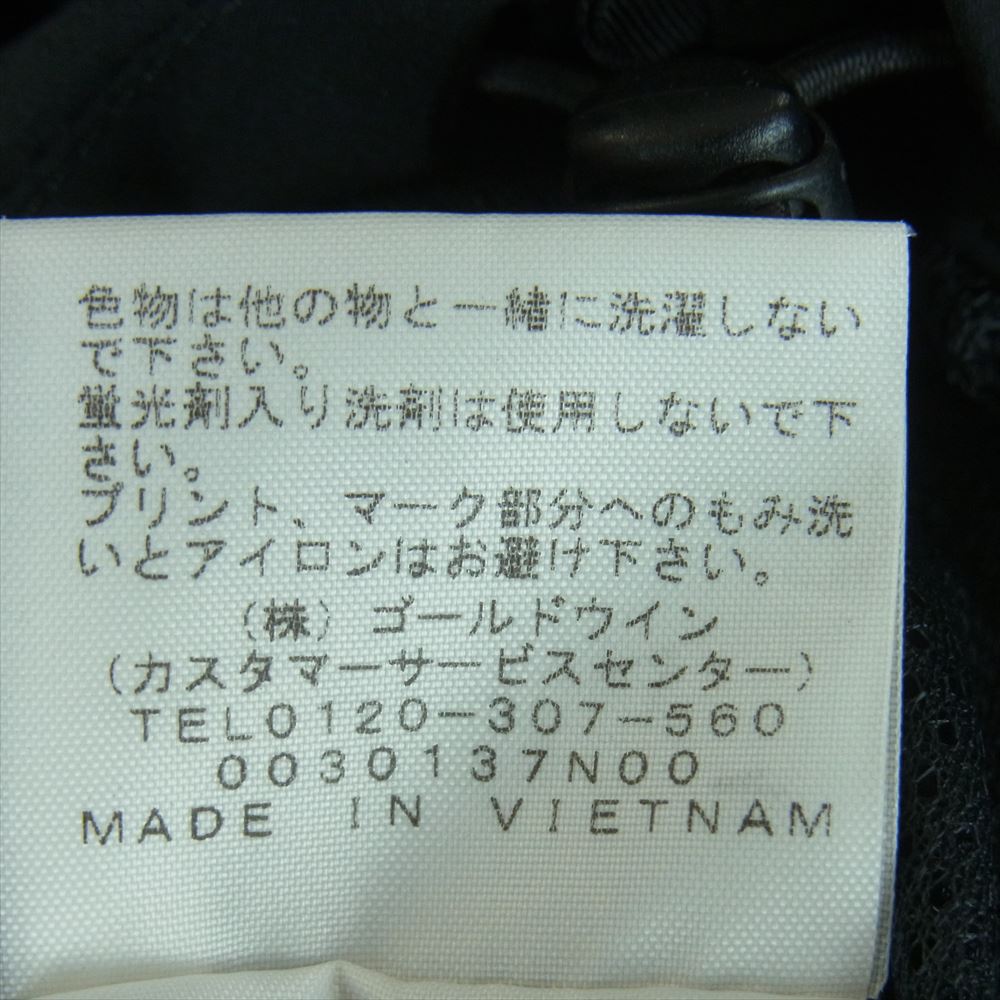 色物は他の物と一緒に洗濯しない
で下さい。
蛍光剤入り洗剤は使用しないで下
さい。
プリント、マーク部分へのもみ洗
いとアイロンはお避け下さい。
(株)ゴールドウイン
(カスタマーサービスセンター)
TEL0120-307-560
0030137N00
MADE IN VIETNAM